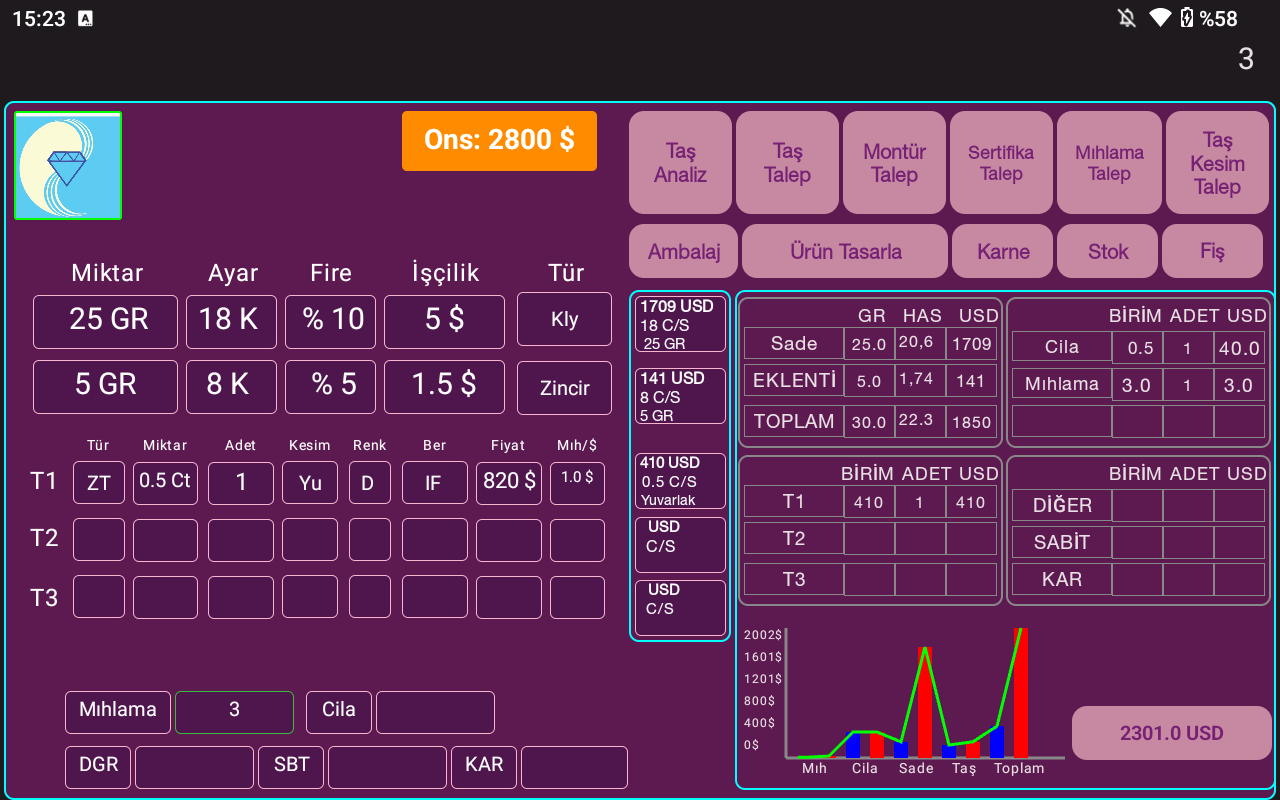 15:23 A %58
3
Ons: 2800 $
Taş Analiz
Taş Talep
Montür Talep
Sertifika Talep
Mıhlama Talep
Taş Kesim Talep
Ambalaj
Ürün Tasarla
Karne
Stok
Fiş
Miktar Ayar Fire İşçilik Tür
25 GR 18 K % 10 5 $ Kly
5 GR 8 K % 5 1.5 $ Zincir
Tür Miktar Adet Kesim Renk Ber Fiyat Mıh/$
T1 ZT 0.5 Ct 1 Yu D IF 820 $ 1.0 $
T2
T3
Mıhlama 3 Cila
DGR SBT KAR
1709 USD
18 C/S
25 GR
141 USD
8 C/S
5 GR
410 USD
0.5 C/S
Yuvarlak
USD
C/S
USD
C/S
GR HAS USD
Sade 25.0 20,6 1709
EKLENTİ 5.0 1,74 141
TOPLAM 30.0 22.3 1850
BİRİM ADET USD
Cila 0.5 1 40.0
Mıhlama 3.0 1 3.0
BİRİM ADET USD
T1 410 1 410
T2
T3
BİRİM ADET USD
DİĞER
SABİT
KAR
2002$
1601$
1201$
800$
400$
0$
Mıh Cila Sade Taş Toplam
2301.0 USD